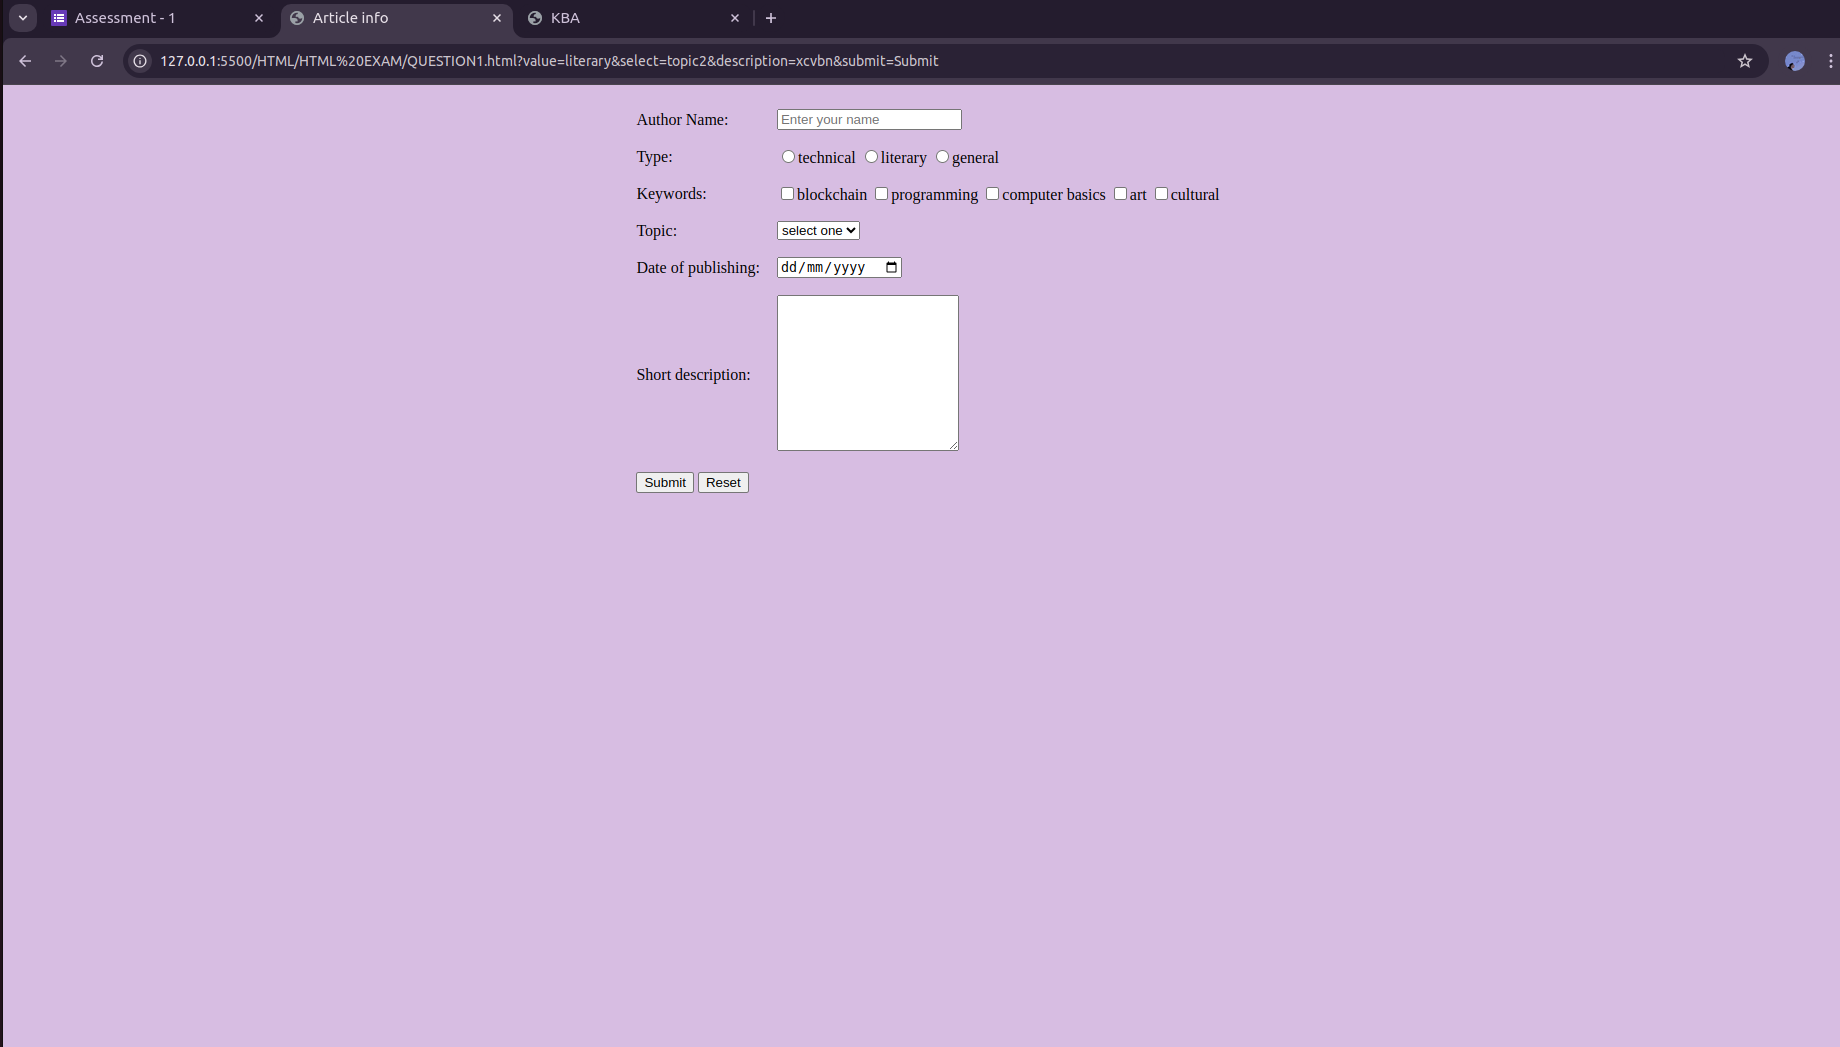 Assessment - 1
Article info
KBA
127.0.0.1:5500/HTML/HTML%20EXAM/QUESTION1.html?value=literary&select=topic2&description=xcvbn&submit=Submit
Author Name: Enter your name
Type: technical literary general
Keywords: blockchain programming computer basics art cultural
Topic: select one
Date of publishing: dd/mm/yyyy
Short description:
Submit Reset